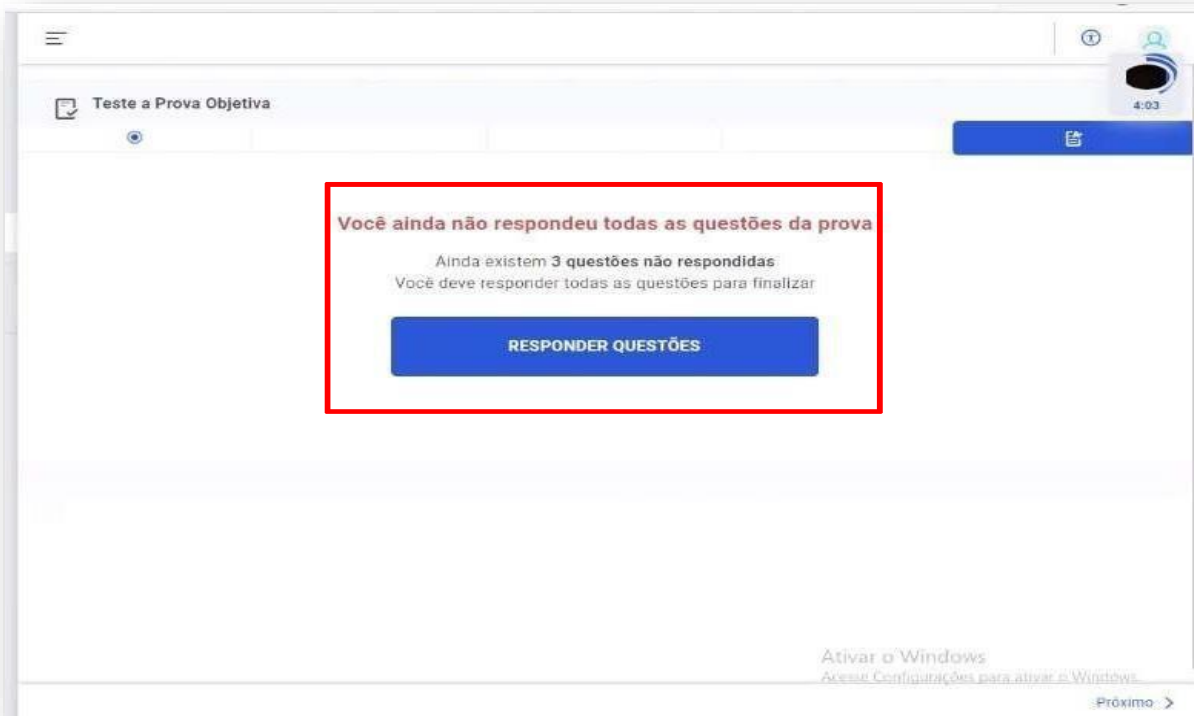 Teste a Prova Objetiva
4:03
Você ainda não respondeu todas as questões da prova
Ainda existem 3 questões não respondidas
Você deve responder todas as questões para finalizar
RESPONDER QUESTÕES
Ativar o Windows
Acesse Configurações para ativar o Windows.
Próximo >